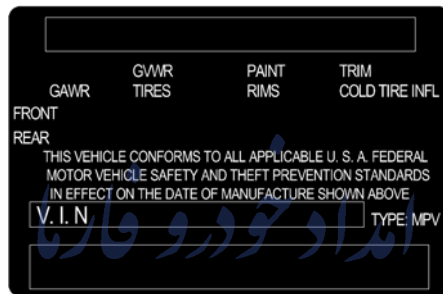 GVWR PAINT TRIM
GAWR TIRES RIMS COLD TIRE INFL
FRONT
REAR
THIS VEHICLE CONFORMS TO ALL APPLICABLE U. S. A. FEDERAL
MOTOR VEHICLE SAFETY AND THEFT PREVENTION STANDARDS
IN EFFECT ON THE DATE OF MANUFACTURE SHOWN ABOVE
V. I. N TYPE: MPV
امداد خودرو فارما